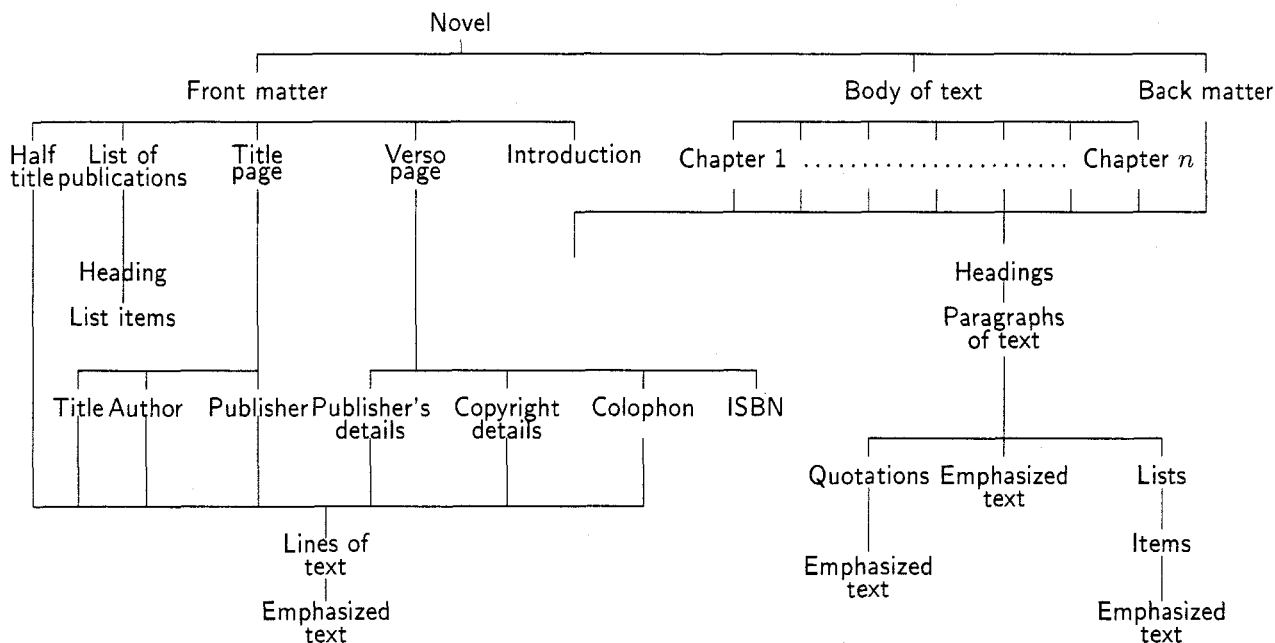 Novel
Front matter
Body of text
Back matter
Half
title
List of
publications
Title
page
Verso
page
Introduction
Chapter 1 ........................ Chapter n
Heading
List items
Headings
Paragraphs
of text
Title
Author
Publisher
Publisher's
details
Copyright
details
Colophon
ISBN
Quotations
Emphasized
text
Lists
Lines of
text
Emphasized
text
Items
Emphasized
text
Emphasized
text